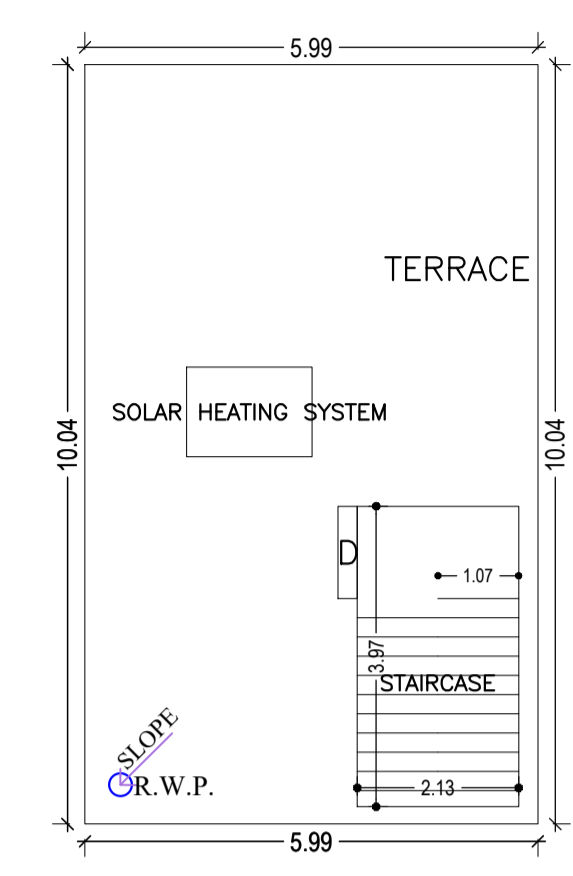 5.99
TERRACE
SOLAR HEATING SYSTEM
10.04
10.04
D
1.07
3.97
STAIRCASE
SLOPE
R.W.P.
2.13
5.99